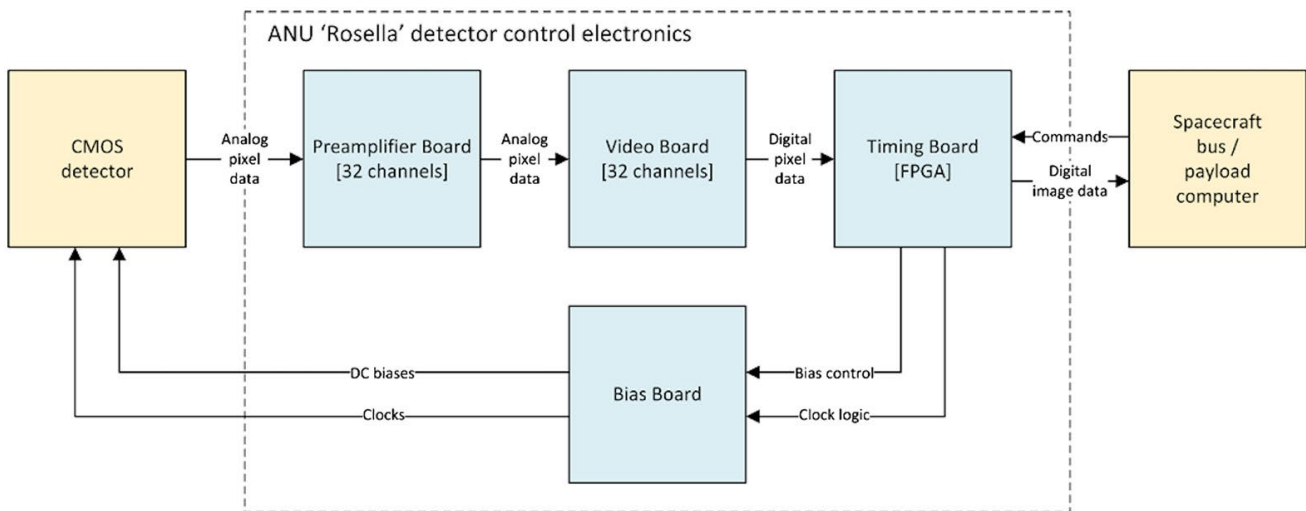 ANU ‘Rosella’ detector control electronics
CMOS
detector
Analog
pixel
data
Preamplifier Board
[32 channels]
Analog
pixel
data
Video Board
[32 channels]
Digital
pixel
data
Timing Board
[FPGA]
Commands
Digital
image data
Spacecraft
bus /
payload
computer
DC biases
Clocks
Bias Board
Bias control
Clock logic